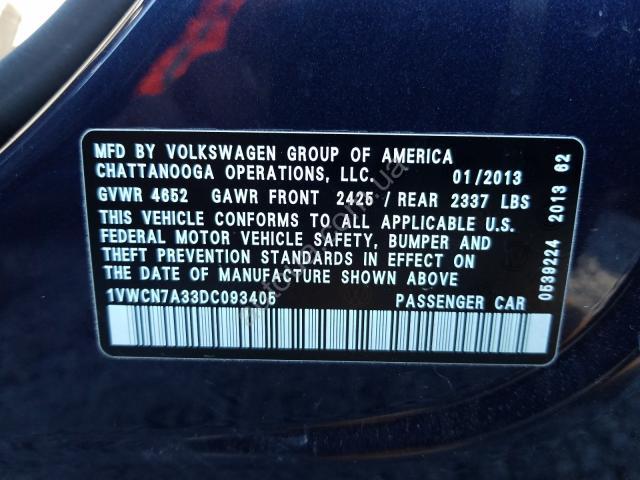 MFD BY VOLKSWAGEN GROUP OF AMERICA
CHATTANOOGA OPERATIONS, LLC. 01/2013
GVWR 4652 GAWR FRONT 2425 / REAR 2337 LBS
THIS VEHICLE CONFORMS TO ALL APPLICABLE U.S.
FEDERAL MOTOR VEHICLE SAFETY, BUMPER AND
THEFT PREVENTION STANDARDS IN EFFECT ON
THE DATE OF MANUFACTURE SHOWN ABOVE
1VWCN7A33DC093405 PASSENGER CAR
0539224 2013 62